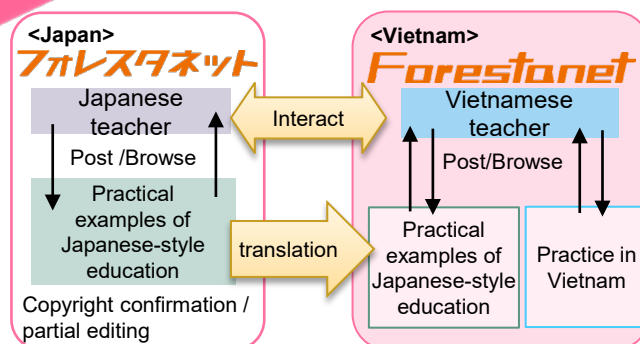 <Japan>
フォレスタネット
Japanese
teacher
Post /Browse
Practical
examples of
Japanese-style
education
Copyright confirmation /
partial editing
Interact
translation
<Vietnam>
Forestanet
Vietnamese
teacher
Post/Browse
Practical
examples of
Japanese-style
education
Practice in
Vietnam